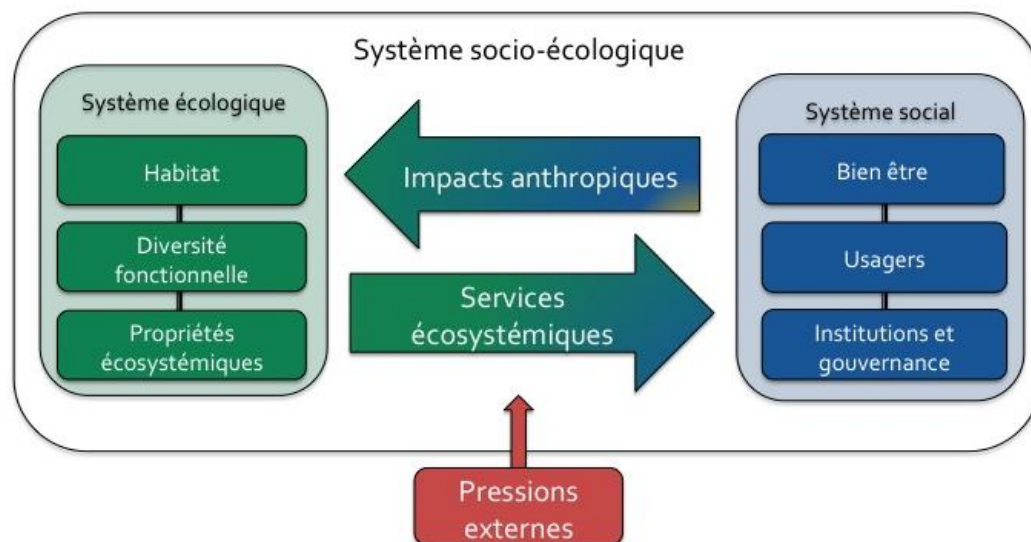 Système socio-écologique
Système écologique
Habitat
Diversité
fonctionnelle
Propriétés
écosystémiques
Impacts anthropiques
Services
écosystémiques
Système social
Bien être
Usagers
Institutions et
gouvernance
Pressions
externes